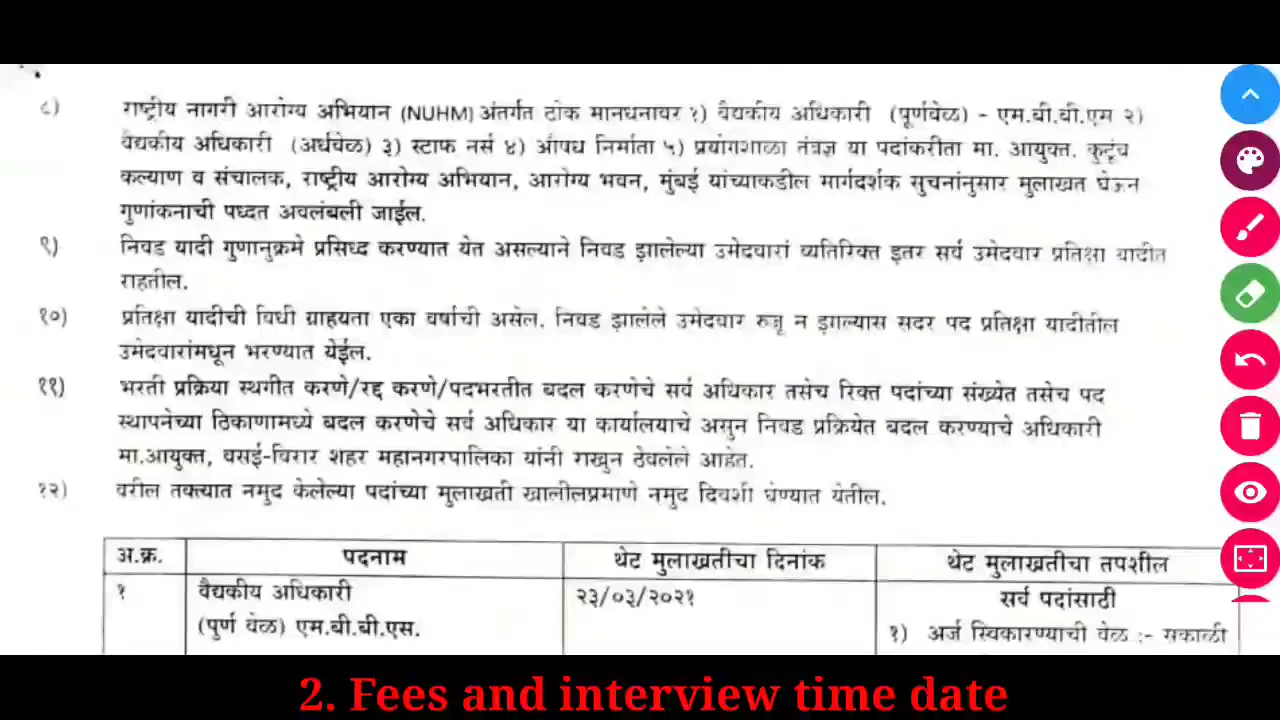 ८) राष्ट्रीय नागरी आरोग्य अभियान (NUHM) अंतर्गत ठोक मानधनावर १) वैद्यकीय अधिकारी (पूर्णवेळ) - एम.बी.बी.एम २)
वैद्यकीय अधिकारी (अर्धवेळ) ३) स्टाफ नर्स ४) औषध निर्माता ५) प्रयोगशाळा तंत्रज्ञ या पदांकरीता मा. आयुक्त. कुटूंब
कल्याण व संचालक, राष्ट्रीय आरोग्य अभियान, आरोग्य भवन, मुंबई यांच्याकडील मार्गदर्शक सुचनांनुसार मुलाखत घेऊन
गुणांकनाची पध्दत अवलंबली जाईल.
९) निवड यादी गुणानुक्रमे प्रसिध्द करण्यात येत असल्याने निवड झालेल्या उमेदवारां व्यतिरिक्त इतर सर्व उमेदवार प्रतिक्षा यादीत
राहतील.
१०) प्रतिक्षा यादीची विधी ग्राहयता एका वर्षाची असेल. निवड झालेले उमेदवार रुजू न झाल्यास सदर पद प्रतिक्षा यादीतील
उमेदवारांमधून भरण्यात येईल.
११) भरती प्रक्रिया स्थगीत करणे/रद्द करणे/पदभरतीत बदल करणेचे सर्व अधिकार तसेच रिक्त पदांच्या संख्येत तसेच पद
स्थापनेच्या ठिकाणामध्ये बदल करणेचे सर्व अधिकार या कार्यालयाचे असुन निवड प्रक्रियेत बदल करण्याचे अधिकारी
मा.आयुक्त, वसई-विरार शहर महानगरपालिका यांनी राखुन ठेवलेले आहेत.
१२) वरील तक्त्यात नमुद केलेल्या पदांच्या मुलाखती खालीलप्रमाणे नमुद दिवशी घेण्यात येतील.
अ.क्र. पदनाम थेट मुलाखतीचा दिनांक थेट मुलाखतीचा तपशील
१ वैद्यकीय अधिकारी २३/०३/२०२१ सर्व पदांसाठी
(पुर्ण वेळ) एम.बी.बी.एस. १) अर्ज स्विकारण्याची वेळ :- सकाळी
2. Fees and interview time date